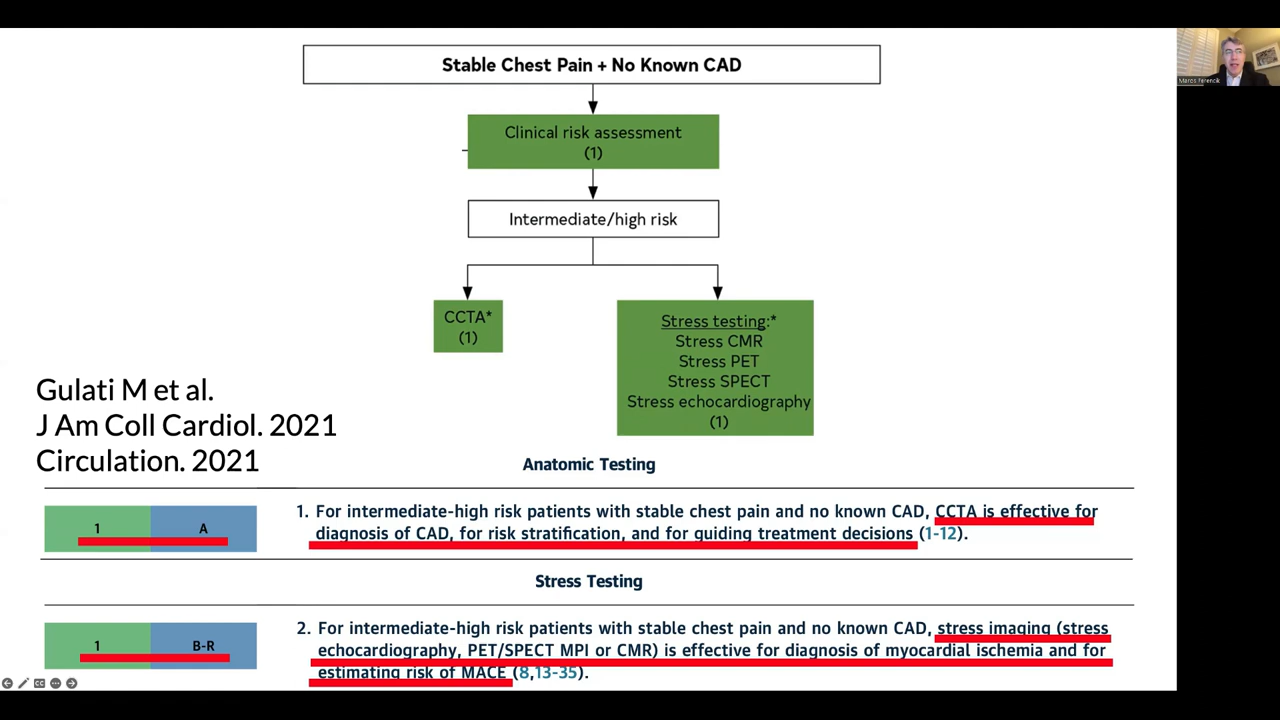 Stable Chest Pain + No Known CAD
Clinical risk assessment
(1)
Intermediate/high risk
CCTA*
(1)
Stress testing:*
Stress CMR
Stress PET
Stress SPECT
Stress echocardiography
(1)
Gulati M et al.
J Am Coll Cardiol. 2021
Circulation. 2021
Anatomic Testing
1 A
1. For intermediate-high risk patients with stable chest pain and no known CAD, CCTA is effective for
diagnosis of CAD, for risk stratification, and for guiding treatment decisions (1-12).
Stress Testing
1 B-R
2. For intermediate-high risk patients with stable chest pain and no known CAD, stress imaging (stress
echocardiography, PET/SPECT MPI or CMR) is effective for diagnosis of myocardial ischemia and for
estimating risk of MACE (8,13-35).